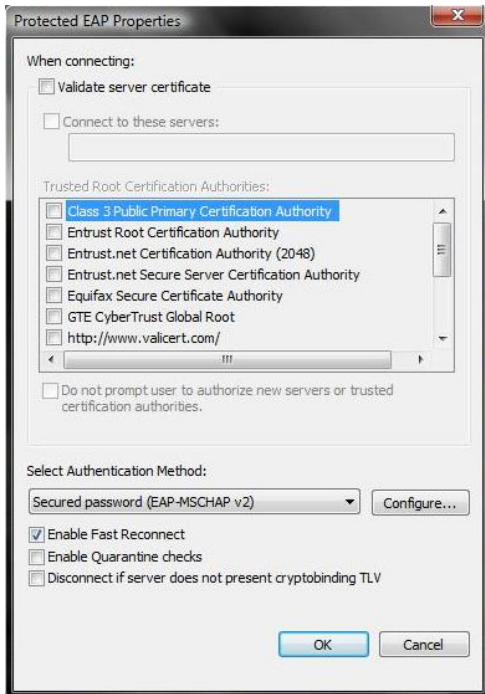 Protected EAP Properties
When connecting:
Validate server certificate
Connect to these servers:
Trusted Root Certification Authorities:
Class 3 Public Primary Certification Authority
Entrust Root Certification Authority
Entrust.net Certification Authority (2048)
Entrust.net Secure Server Certification Authority
Equifax Secure Certificate Authority
GTE CyberTrust Global Root
http://www.valicert.com/
Do not prompt user to authorize new servers or trusted
certification authorities.
Select Authentication Method:
Secured password (EAP-MSCHAP v2) Configure...
Enable Fast Reconnect
Enable Quarantine checks
Disconnect if server does not present cryptobinding TLV
OK Cancel